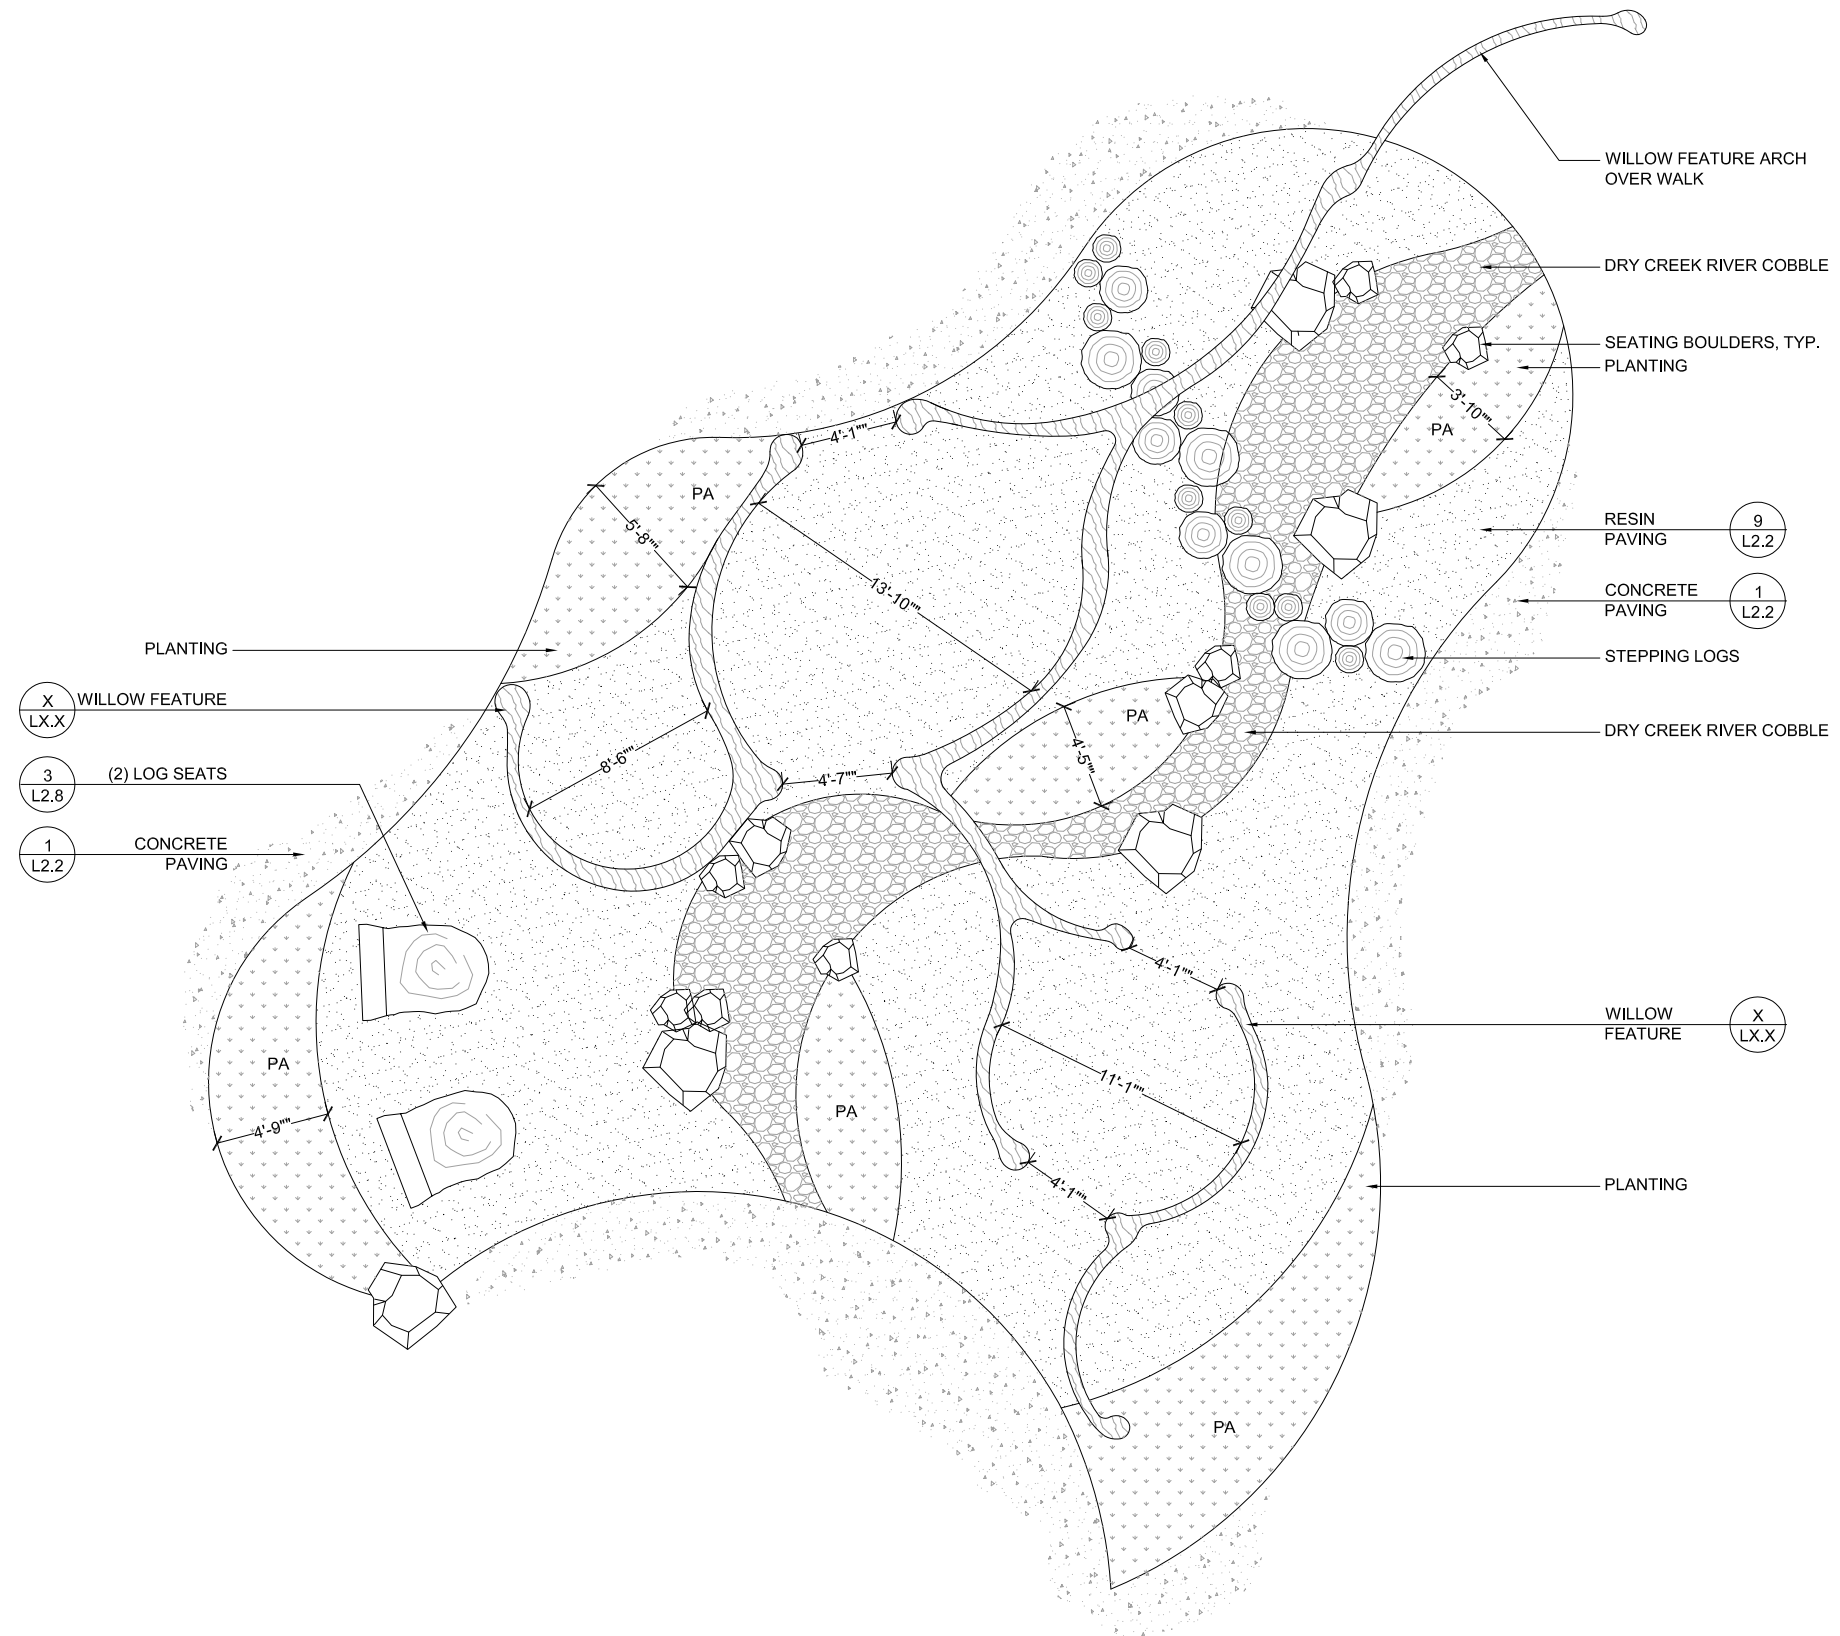 WILLOW FEATURE ARCH
OVER WALK
DRY CREEK RIVER COBBLE
SEATING BOULDERS, TYP.
PLANTING
3'-10""
PA
4'-1""
PA
5'-8""
13'-10""
RESIN
PAVING
9
L2.2
CONCRETE
PAVING
1
L2.2
STEPPING LOGS
PLANTING
X
LX.X
WILLOW FEATURE
PA
4'-5""
DRY CREEK RIVER COBBLE
8'-6""
4'-7""
3
L2.8
(2) LOG SEATS
1
L2.2
CONCRETE
PAVING
4'-1""
WILLOW
FEATURE
X
LX.X
PA
11'-1""
PA
4'-9""
4'-1""
PLANTING
PA